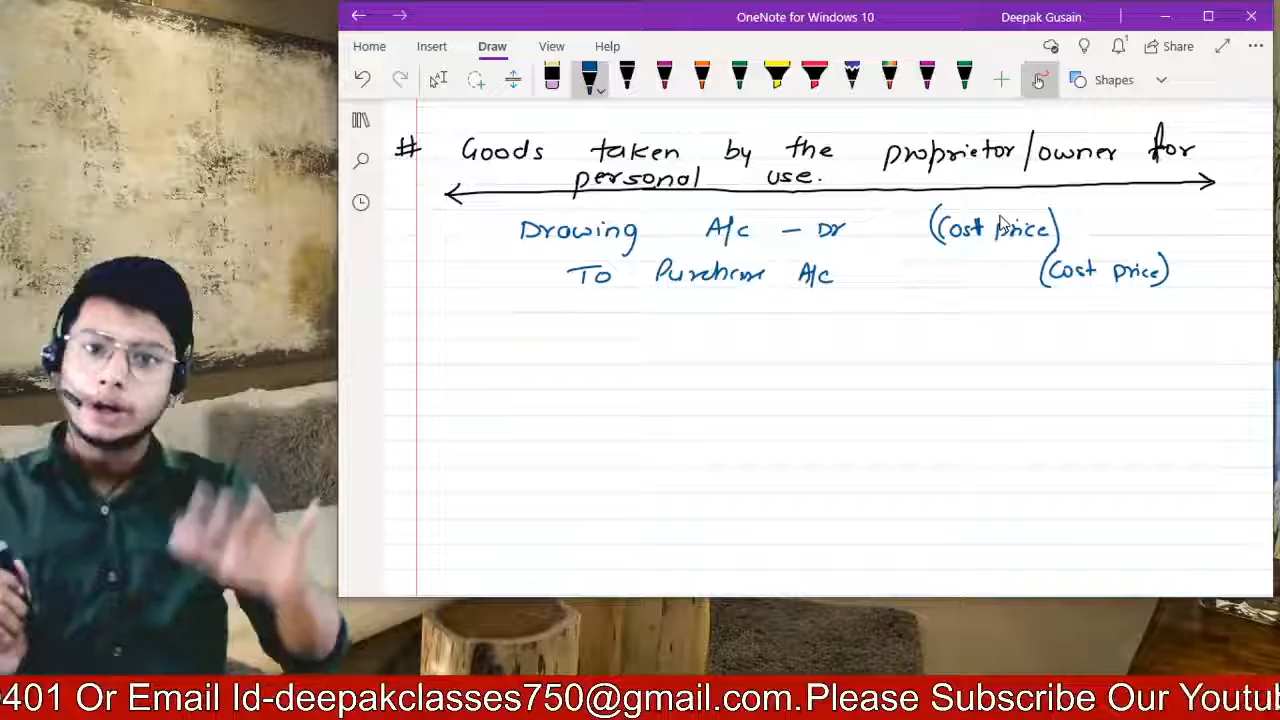 OneNote for Windows 10
Deepak Gusain
Home Insert Draw View Help
Share
Shapes
# Goods taken by the proprietor/owner for
personal use.
Drawing A/c - Dr (Cost price)
To Purchase A/c (Cost price)
401 Or Email Id-deepakclasses750@gmail.com.Please Subscribe Our Youtu